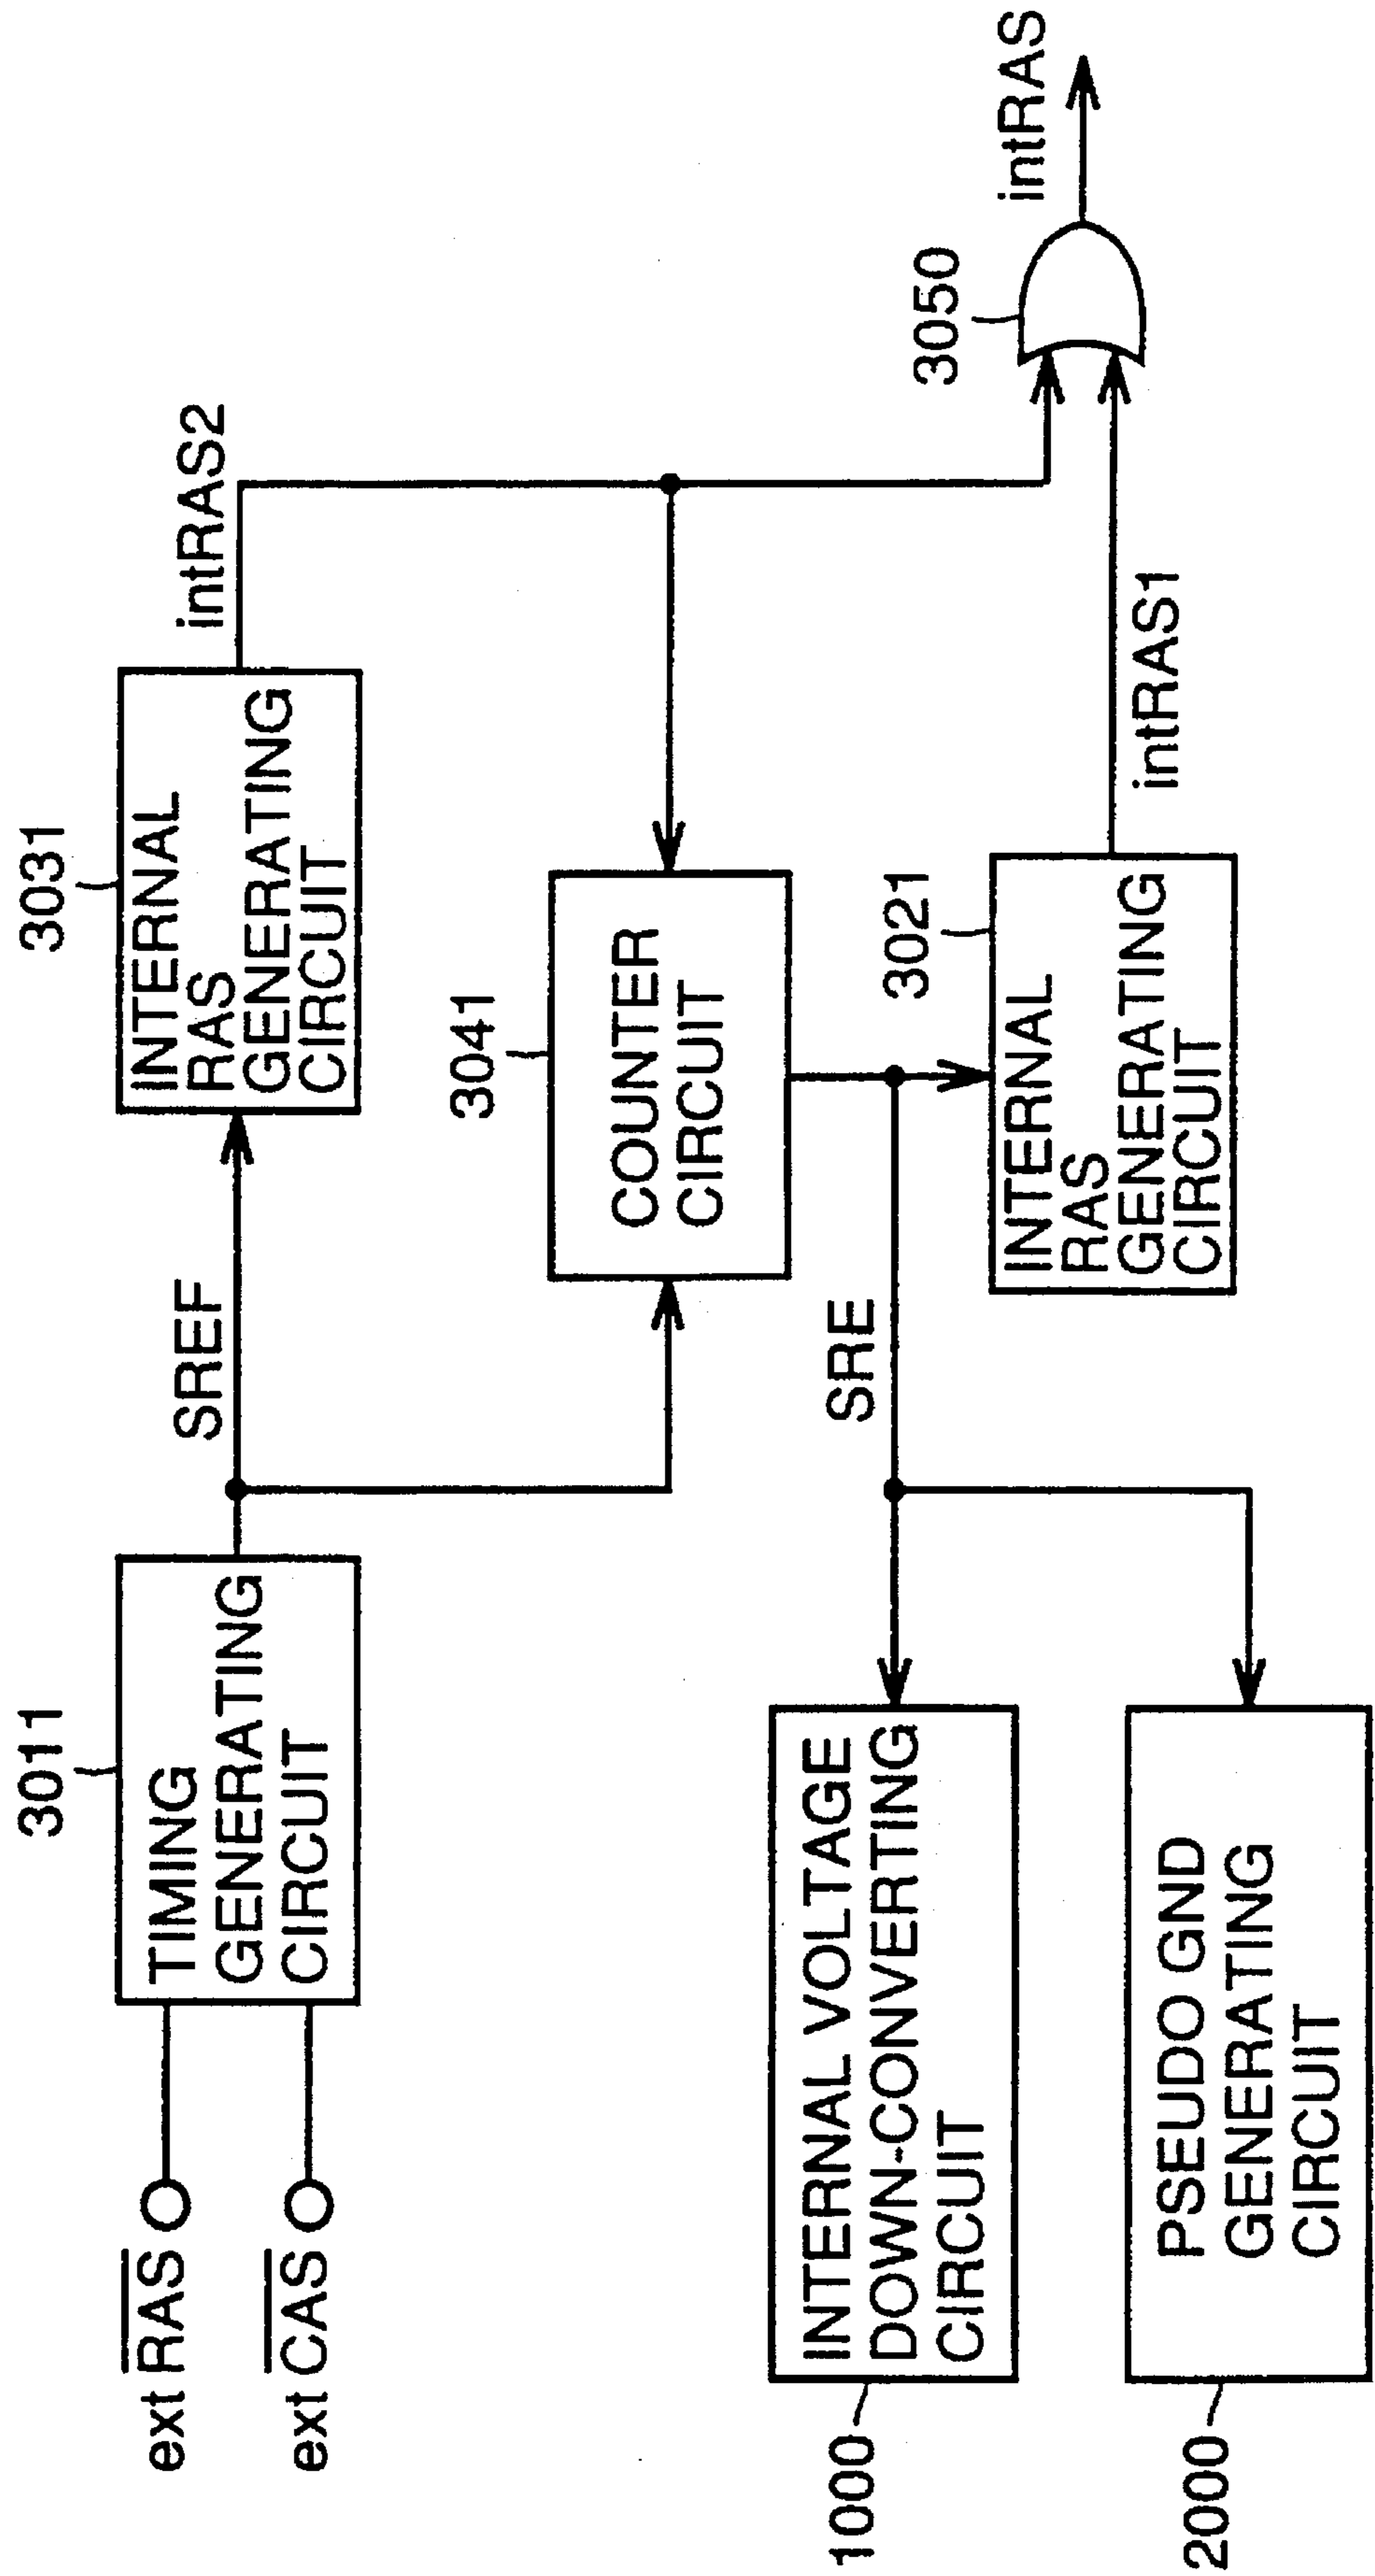 ext RAS
ext CAS
3011
TIMING
GENERATING
CIRCUIT
SREF
3031
INTERNAL
RAS
GENERATING
CIRCUIT
intRAS2
3041
COUNTER
CIRCUIT
SRE
3021
INTERNAL
RAS
GENERATING
CIRCUIT
intRAS1
3050
intRAS
1000
INTERNAL VOLTAGE
DOWN-CONVERTING
CIRCUIT
2000
PSEUDO GND
GENERATING
CIRCUIT